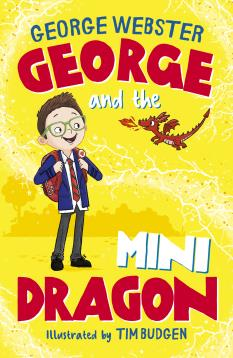 GEORGE WEBSTER
GEORGE
and the
MINI
DRAGON
Illustrated by TIM BUDGEN